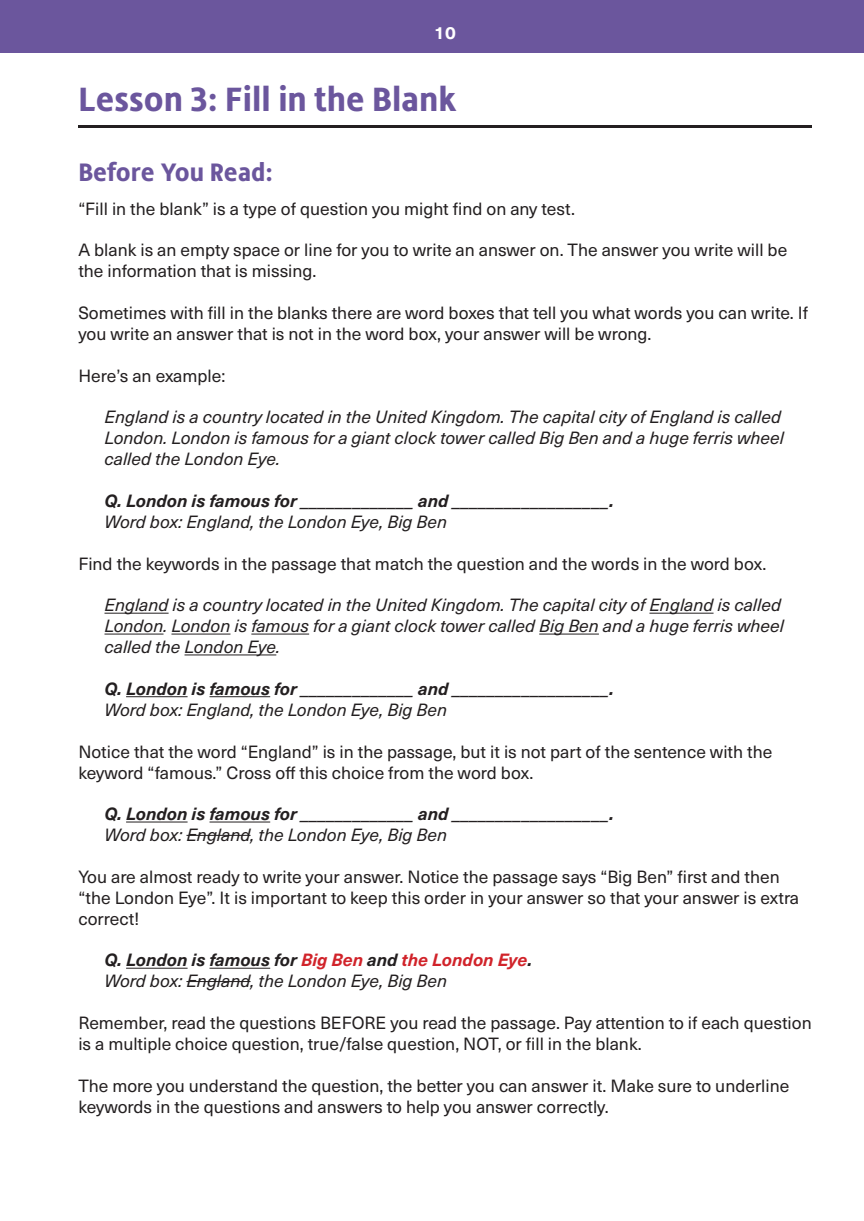 10
Lesson 3: Fill in the Blank
Before You Read:
“Fill in the blank” is a type of question you might find on any test.
A blank is an empty space or line for you to write an answer on. The answer you write will be
the information that is missing.
Sometimes with fill in the blanks there are word boxes that tell you what words you can write. If
you write an answer that is not in the word box, your answer will be wrong.
Here’s an example:
England is a country located in the United Kingdom. The capital city of England is called
London. London is famous for a giant clock tower called Big Ben and a huge ferris wheel
called the London Eye.
Q. London is famous for _____________ and __________________.
Word box: England, the London Eye, Big Ben
Find the keywords in the passage that match the question and the words in the word box.
England is a country located in the United Kingdom. The capital city of England is called
London. London is famous for a giant clock tower called Big Ben and a huge ferris wheel
called the London Eye.
Q. London is famous for _____________ and __________________.
Word box: England, the London Eye, Big Ben
Notice that the word “England” is in the passage, but it is not part of the sentence with the
keyword “famous.” Cross off this choice from the word box.
Q. London is famous for _____________ and __________________.
Word box: England, the London Eye, Big Ben
You are almost ready to write your answer. Notice the passage says “Big Ben” first and then
“the London Eye”. It is important to keep this order in your answer so that your answer is extra
correct!
Q. London is famous for Big Ben and the London Eye.
Word box: England, the London Eye, Big Ben
Remember, read the questions BEFORE you read the passage. Pay attention to if each question
is a multiple choice question, true/false question, NOT, or fill in the blank.
The more you understand the question, the better you can answer it. Make sure to underline
keywords in the questions and answers to help you answer correctly.